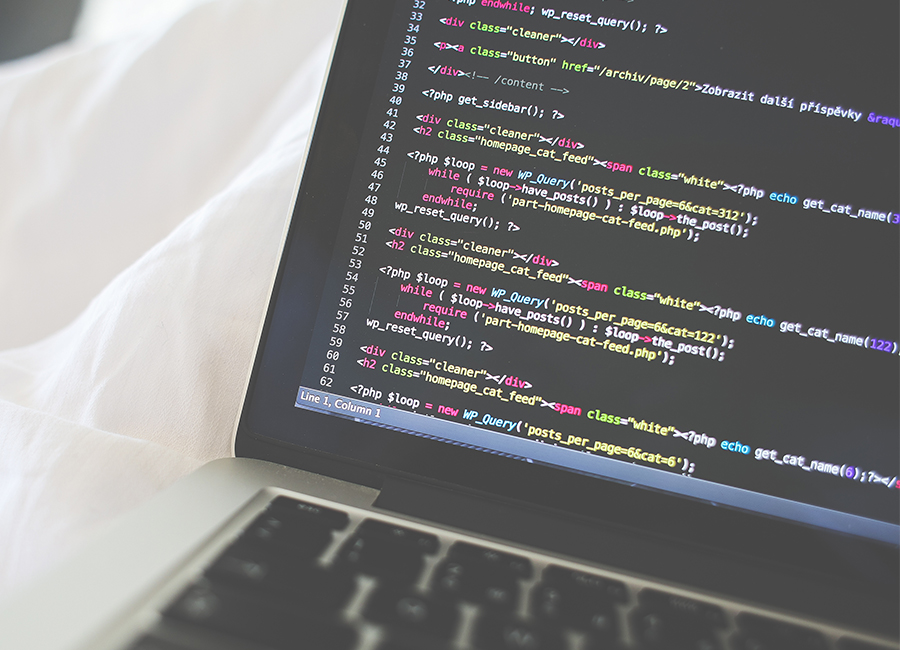 32 <?php endwhile; wp_reset_query(); ?>
33 <div class="cleaner"></div>
34
35 <p><a class="button" href="/archiv/page/2">Zobrazit další příspěvky &raqu
36
37 </div><!-- /content -->
38
39 <?php get_sidebar(); ?>
40
41 <div class="cleaner"></div>
42 <h2 class="homepage_cat_feed"><span class="white"><?php echo get_cat_name(3
43
44 <?php $loop = new WP_Query('posts_per_page=6&cat=312');
45 while ( $loop->have_posts() ) : $loop->the_post();
46 require ('part-homepage-cat-feed.php');
47 endwhile;
48 wp_reset_query(); ?>
49
50 <div class="cleaner"></div>
51 <h2 class="homepage_cat_feed"><span class="white"><?php echo get_cat_name(122);
52
53 <?php $loop = new WP_Query('posts_per_page=6&cat=122');
54 while ( $loop->have_posts() ) : $loop->the_post();
55 require ('part-homepage-cat-feed.php');
56 endwhile;
57 wp_reset_query(); ?>
58
59 <div class="cleaner"></div>
60 <h2 class="homepage_cat_feed"><span class="white"><?php echo get_cat_name(6);?></s
61
62 <?php $loop = new WP_Query('posts_per_page=6&cat=6');
Line 1, Column 1